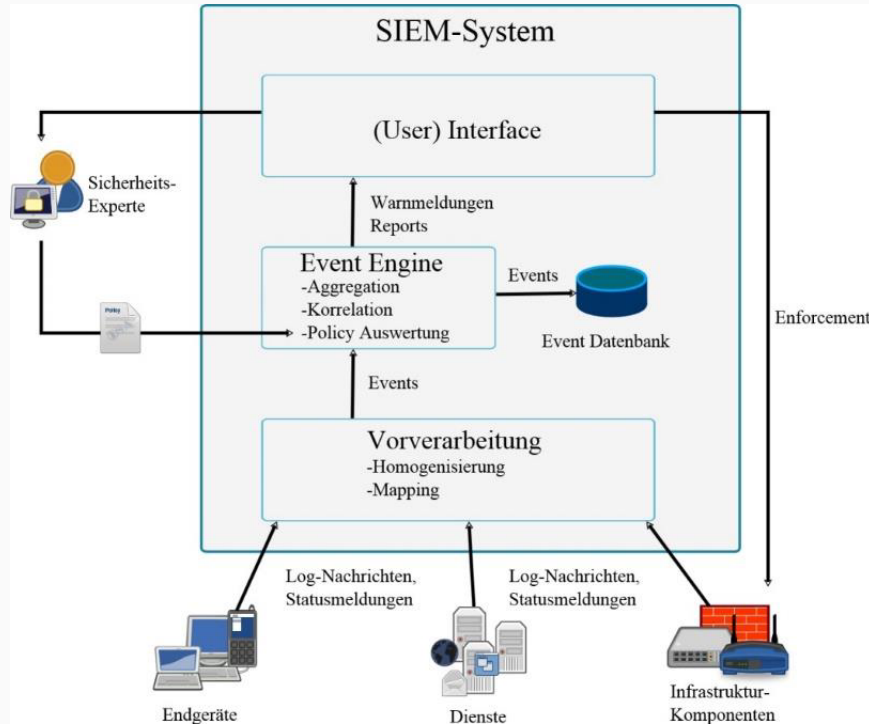 SIEM-System
(User) Interface
Sicherheits-
Experte
Warnmeldungen
Reports
Event Engine
-Aggregation
-Korrelation
-Policy Auswertung
Events
Event Datenbank
Enforcement
Policy
Events
Vorverarbeitung
-Homogenisierung
-Mapping
Log-Nachrichten,
Statusmeldungen
Log-Nachrichten,
Statusmeldungen
Endgeräte
Dienste
Infrastruktur-
Komponenten